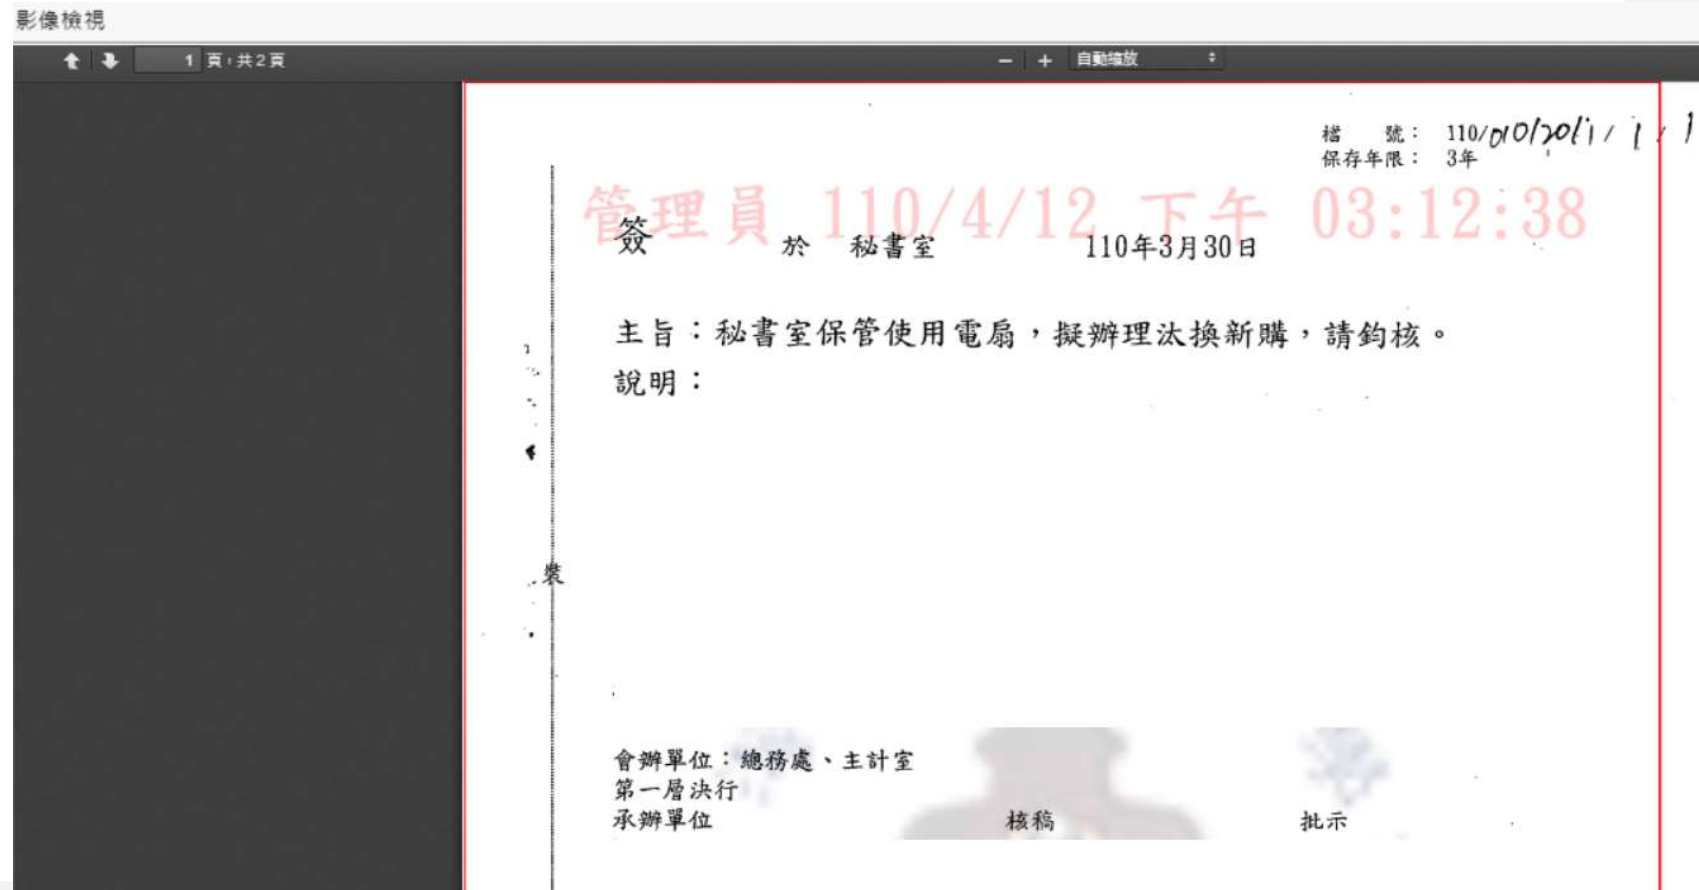 影像檢視
1 頁，共2頁
自動縮放
檔 號： 110/010/201/1/1/1
保存年限： 3年
管理員 110/4/12 下午 03:12:38
簽 於 秘書室 110年3月30日
主旨：秘書室保管使用電扇，擬辦理汰換新購，請鈞核。
說明：
裝
會辦單位：總務處、主計室
第一層決行
承辦單位 核稿 批示